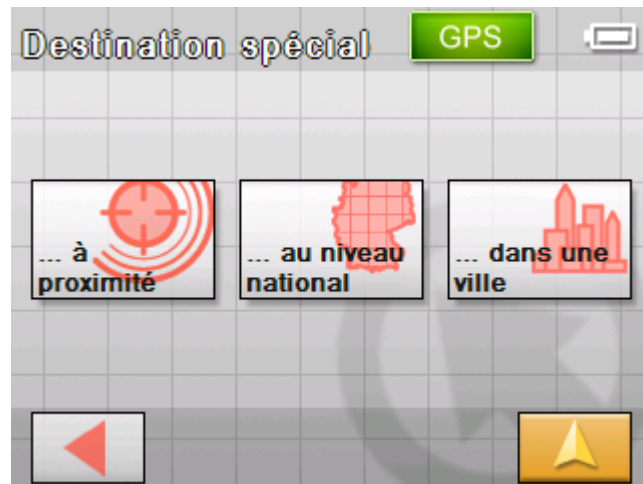 Destination spécial
GPS
... à
proximité
... au niveau
national
... dans une
ville